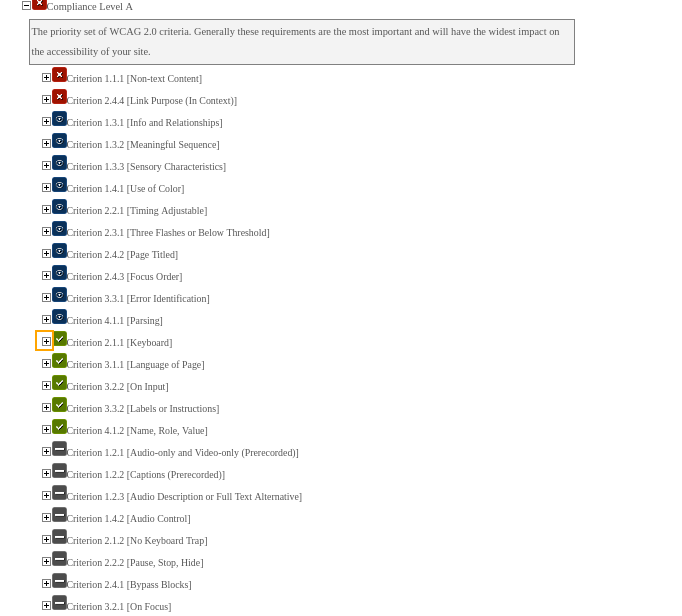 Compliance Level A
The priority set of WCAG 2.0 criteria. Generally these requirements are the most important and will have the widest impact on
the accessibility of your site.
Criterion 1.1.1 [Non-text Content]
Criterion 2.4.4 [Link Purpose (In Context)]
Criterion 1.3.1 [Info and Relationships]
Criterion 1.3.2 [Meaningful Sequence]
Criterion 1.3.3 [Sensory Characteristics]
Criterion 1.4.1 [Use of Color]
Criterion 2.2.1 [Timing Adjustable]
Criterion 2.3.1 [Three Flashes or Below Threshold]
Criterion 2.4.2 [Page Titled]
Criterion 2.4.3 [Focus Order]
Criterion 3.3.1 [Error Identification]
Criterion 4.1.1 [Parsing]
Criterion 2.1.1 [Keyboard]
Criterion 3.1.1 [Language of Page]
Criterion 3.2.2 [On Input]
Criterion 3.3.2 [Labels or Instructions]
Criterion 4.1.2 [Name, Role, Value]
Criterion 1.2.1 [Audio-only and Video-only (Prerecorded)]
Criterion 1.2.2 [Captions (Prerecorded)]
Criterion 1.2.3 [Audio Description or Full Text Alternative]
Criterion 1.4.2 [Audio Control]
Criterion 2.1.2 [No Keyboard Trap]
Criterion 2.2.2 [Pause, Stop, Hide]
Criterion 2.4.1 [Bypass Blocks]
Criterion 3.2.1 [On Focus]